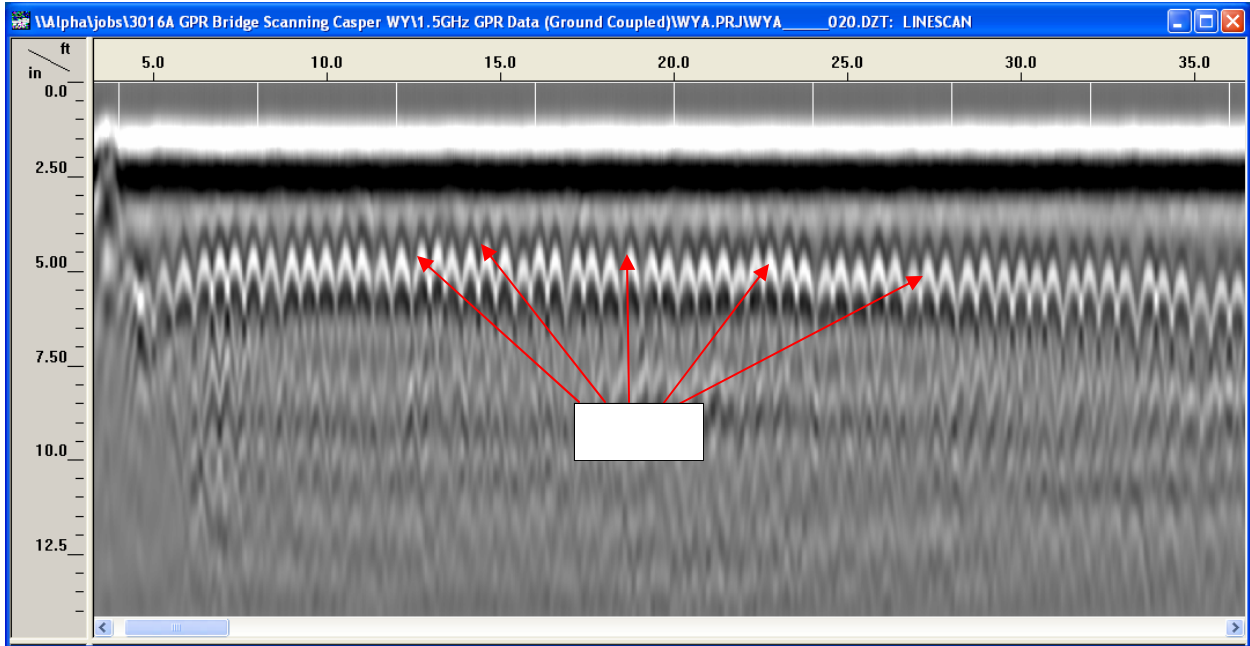 \\Alpha\jobs\3016A GPR Bridge Scanning Casper WY\1.5GHz GPR Data (Ground Coupled)\WYA.PRJ\WYA_____020.DZT: LINESCAN
ft
in
5.0 10.0 15.0 20.0 25.0 30.0 35.0
0.0
2.50
5.00
7.50
10.0
12.5